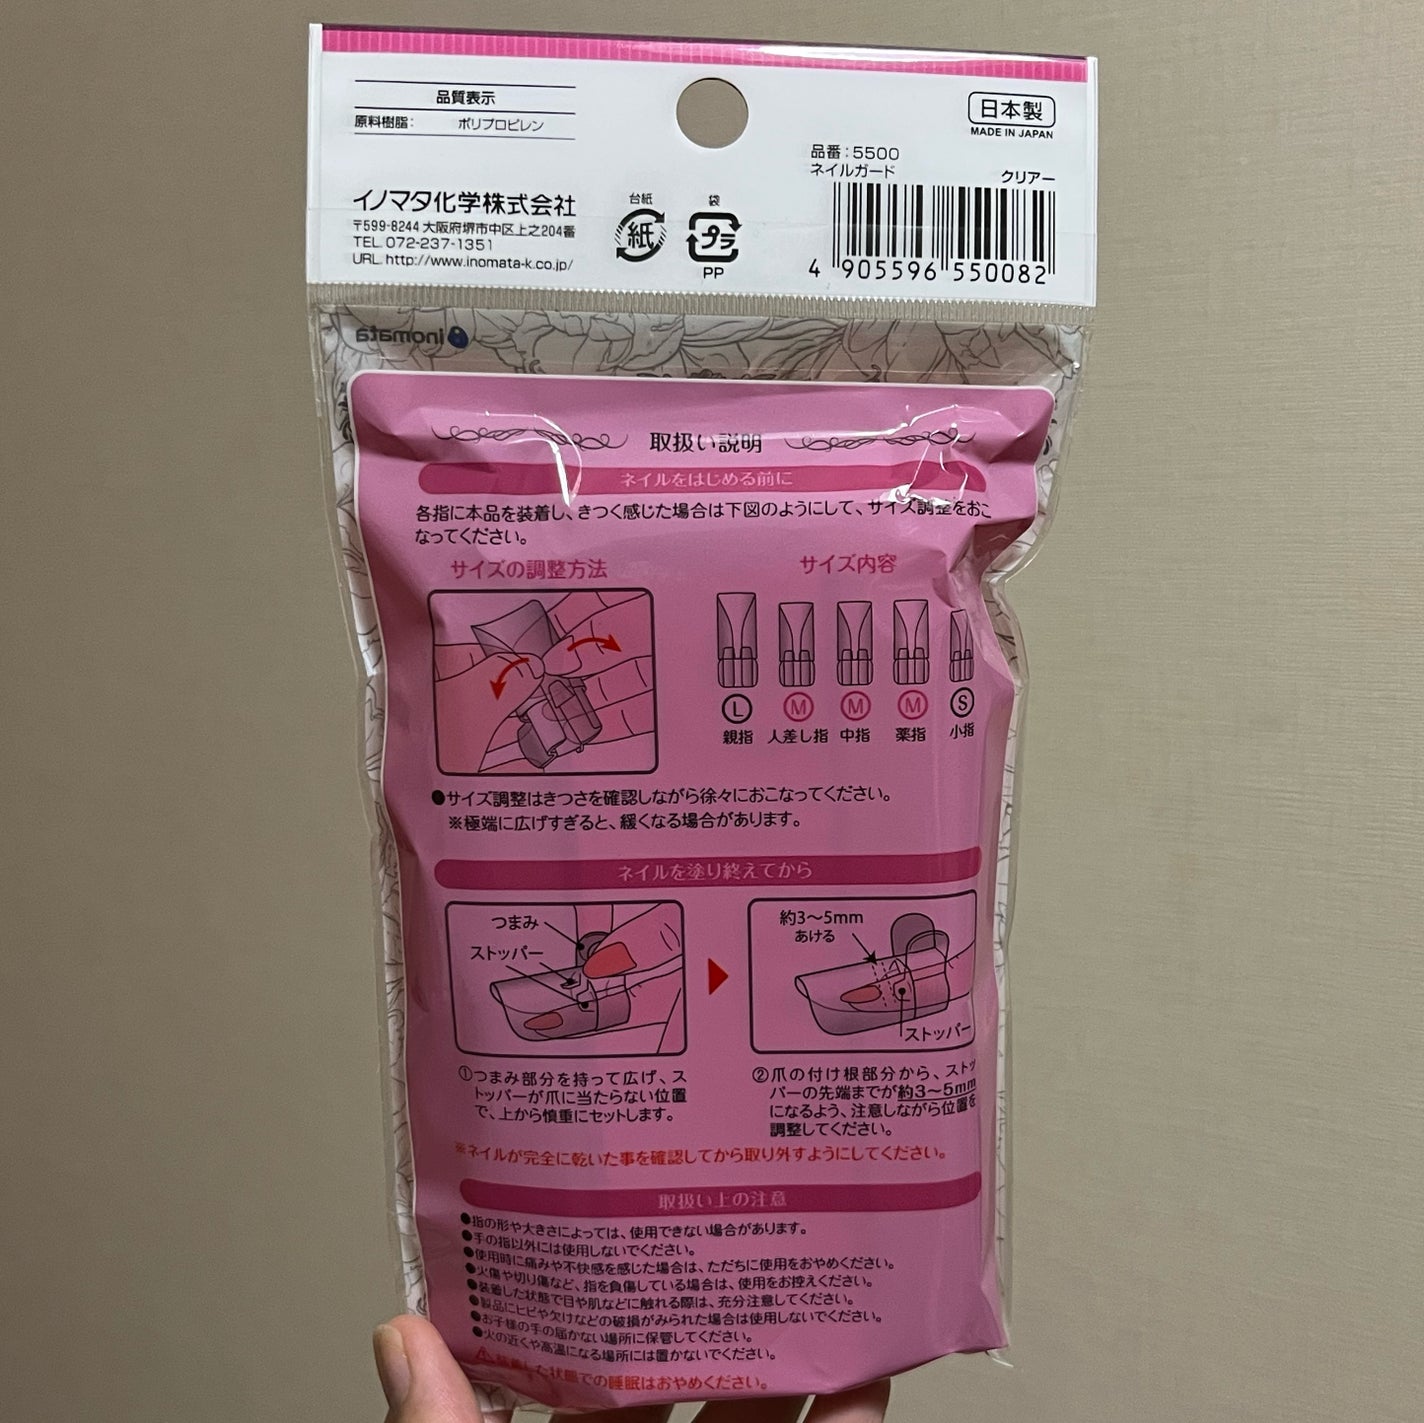 品質表示
原料樹脂： ポリプロピレン
イノマタ化学株式会社
〒599-8244 大阪府堺市中区上之204番
TEL. 072-237-1351
URL. http://www.inomata-k.co.jp/
台紙
紙
袋
プラ
PP
日本製
MADE IN JAPAN
品番：5500
ネイルガード クリアー
4 905596 550082
inomata
取扱い説明
ネイルをはじめる前に
各指に本品を装着し、きつく感じた場合は下図のようにして、サイズ調整をおこ
なってください。
サイズの調整方法
サイズ内容
L M M M S
親指 人差し指 中指 薬指 小指
●サイズ調整はきつさを確認しながら徐々におこなってください。
※極端に広げすぎると、緩くなる場合があります。
ネイルを塗り終えてから
つまみ
ストッパー
約3～5mm
あける
ストッパー
①つまみ部分を持って広げ、ス
トッパーが爪に当たらない位置
で、上から慎重にセットします。
②爪の付け根部分から、ストッ
パーの先端までが約3～5mm
になるよう、注意しながら位置を
調整してください。
※ネイルが完全に乾いた事を確認してから取り外すようにしてください。
取扱い上の注意
●指の形や大きさによっては、使用できない場合があります。
●手の指以外には使用しないでください。
●使用時に痛みや不快感を感じた場合は、ただちに使用をおやめください。
●火傷や切り傷など、指を負傷している場合は、使用をお控えください。
●装着した状態で目や肌などに触れる際は、充分注意してください。
●製品にヒビや欠けなどの破損がみられた場合は使用しないでください。
●お子様の手の届かない場所に保管してください。
●火の近くや高温になる場所には置かないでください。
⚠装着した状態での睡眠はおやめください。